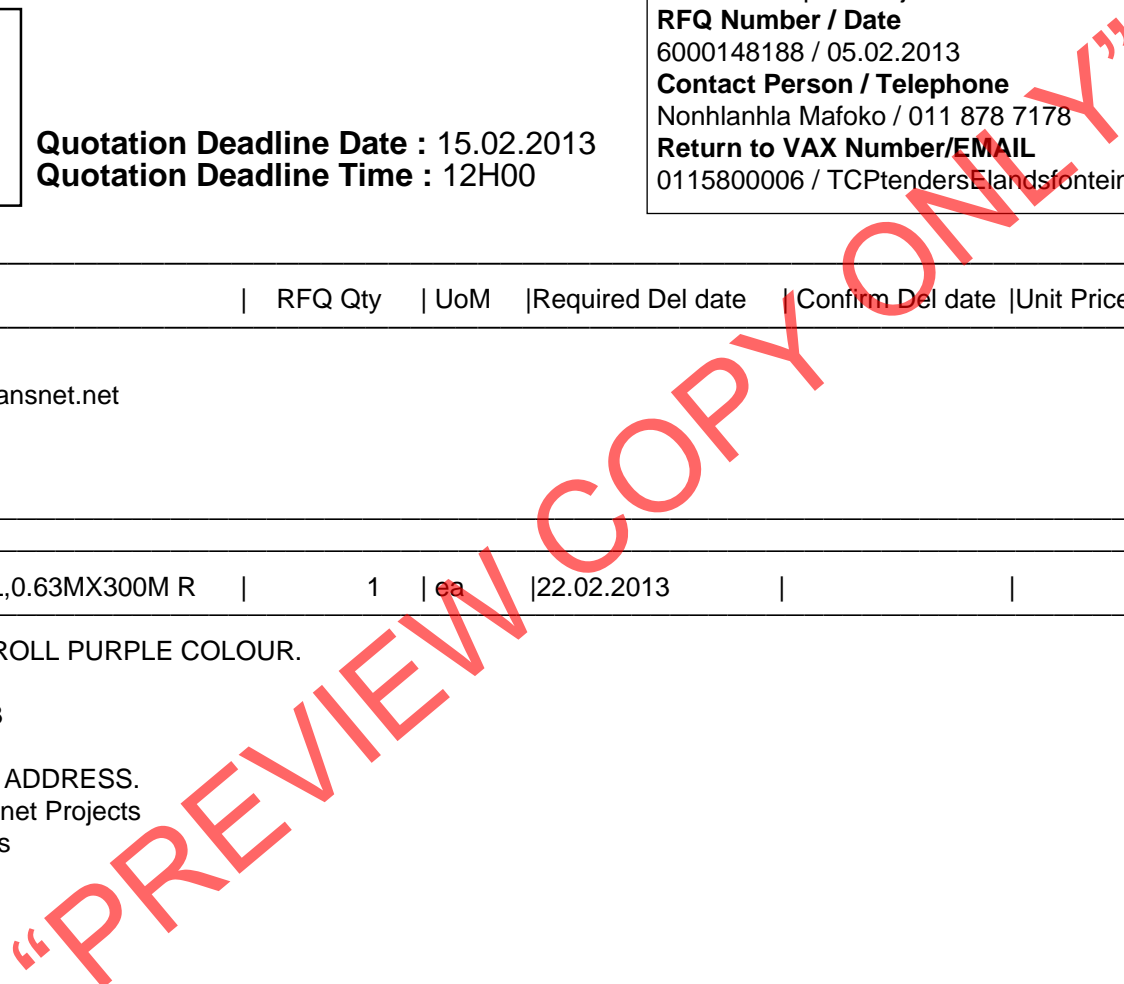 RFQ Number / Date
6000148188 / 05.02.2013
Contact Person / Telephone
Nonhlanhla Mafoko / 011 878 7178
Return to VAX Number/EMAIL
0115800006 / TCPtendersElandsfontein
Quotation Deadline Date : 15.02.2013
Quotation Deadline Time : 12H00
| RFQ Qty | UoM |Required Del date | Confirm Del date |Unit Price
ansnet.net
,0.63MX300M R | 1 | ea |22.02.2013 | |
ROLL PURPLE COLOUR.
ADDRESS.
net Projects
s
“PREVIEW COPY ONLY”